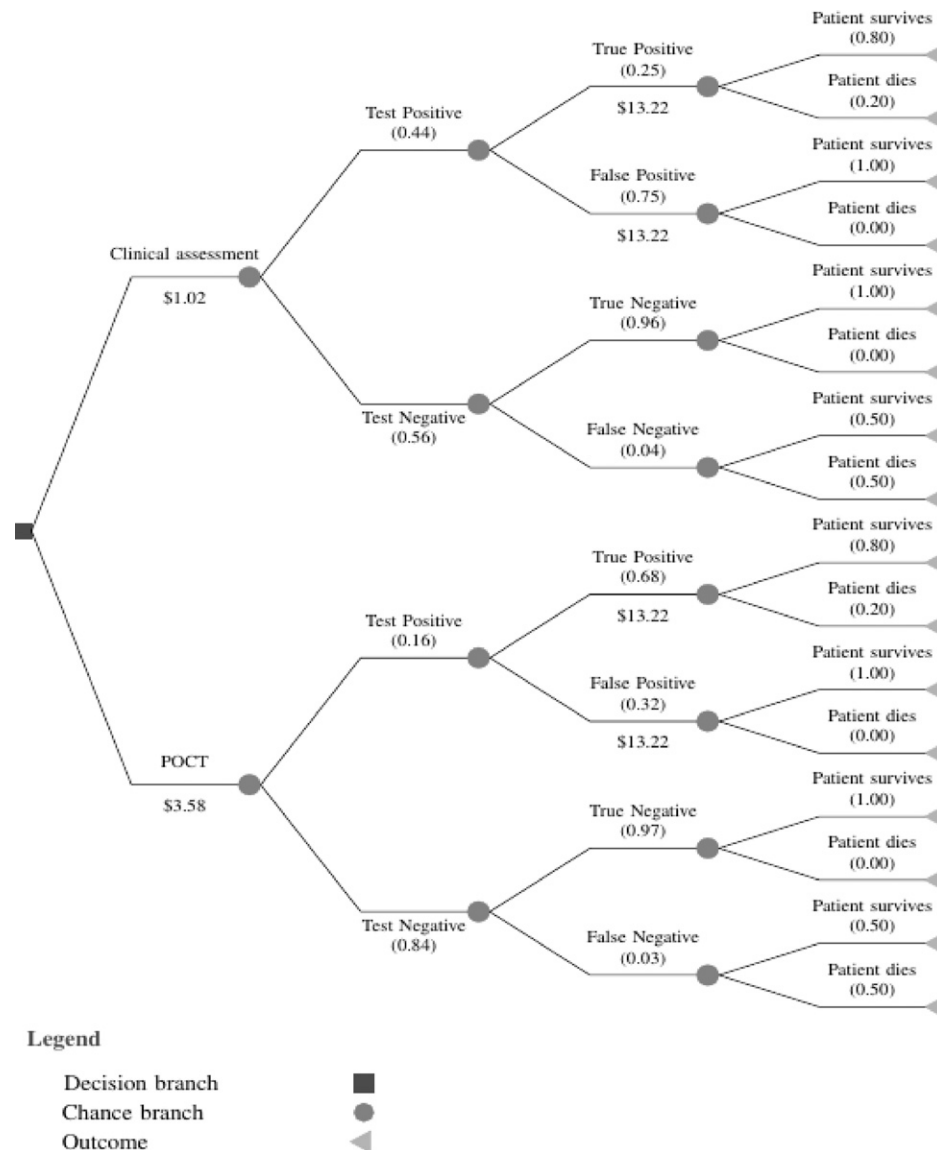 Patient survives
(0.80)
True Positive
(0.25)
$13.22
Patient dies
(0.20)
Test Positive
(0.44)
Patient survives
(1.00)
False Positive
(0.75)
$13.22
Patient dies
(0.00)
Clinical assessment
$1.02
Patient survives
(1.00)
True Negative
(0.96)
Patient dies
(0.00)
Test Negative
(0.56)
Patient survives
(0.50)
False Negative
(0.04)
Patient dies
(0.50)
Patient survives
(0.80)
True Positive
(0.68)
$13.22
Patient dies
(0.20)
Test Positive
(0.16)
Patient survives
(1.00)
False Positive
(0.32)
$13.22
Patient dies
(0.00)
POCT
$3.58
Patient survives
(1.00)
True Negative
(0.97)
Patient dies
(0.00)
Test Negative
(0.84)
Patient survives
(0.50)
False Negative
(0.03)
Patient dies
(0.50)
Legend
Decision branch
Chance branch
Outcome